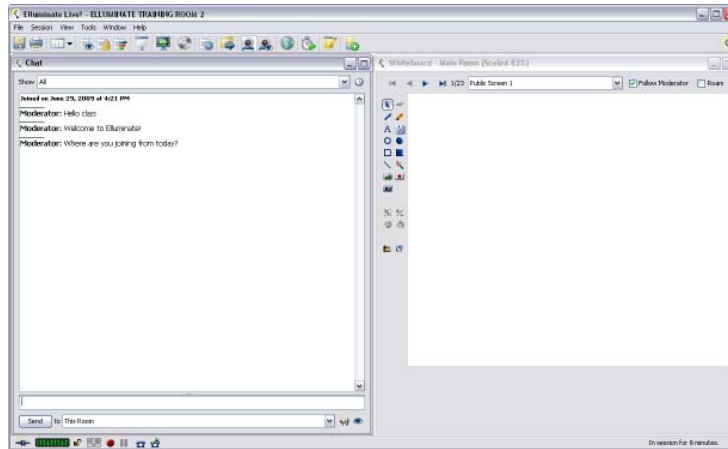 Elluminate Live! - ELLUMINATE TRAINING ROOM 2
File Session View Tools Window Help
Chat
Show All
Joined on June 29, 2009 at 4:21 PM
Moderator: Hello class
Moderator: Welcome to Elluminate!
Moderator: Where are you joining from today?
Send to This Room
Whiteboard - Main Room (Scaled 82%)
1/25 Public Screen 1 Follow Moderator Roam
A
In session for 8 minutes.